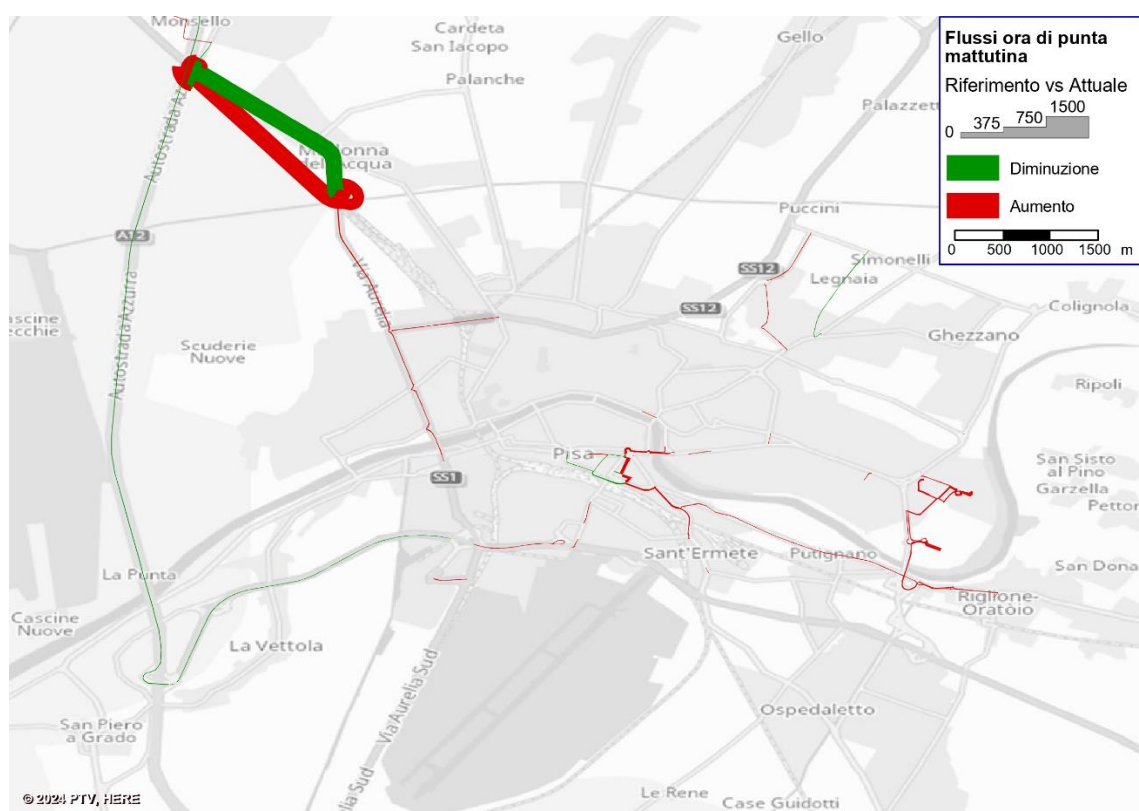 Monsello
Cardeta
San Iacopo
Gello
Palanche
Palazzett
Autostrada Azzurra
Madonna
dell'Acqua
Puccini
A12
Simonelli
Legnaia
SS12
SS12
Colignola
Ghezzano
Via Aurelia
Scuderie
Nuove
Autostrada Azzurra
Ripoli
Pisa
San Sisto
al Pino
Garzella
SS1
Sant'Ermete
Putignano
San Dona
La Punta
Riglione-
Oratòio
Cascine
Nuove
La Vettola
Via Aurelia Sud
San Piero
a Grado
Ospedaletto
Le Rene
Case Guidotti
© 2024 PTV, HERE
Flussi ora di punta
mattutina
Riferimento vs Attuale
0 375 750 1500
Diminuzione
Aumento
0 500 1000 1500 m